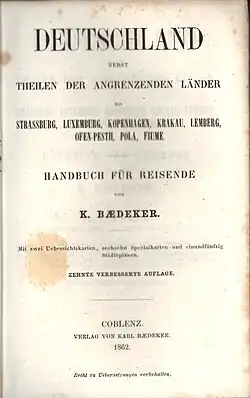 DEUTSCHLAND
NEBST
THEILEN DER ANGRENZENDEN LÄNDER
BIS
STRASSBURG, LUXEMBURG, KOPENHAGEN, KRAKAU, LEMBERG,
OFEN-PESTH, POLA, FIUME.
HANDBUCH FÜR REISENDE
VON
K. BÆDEKER.
Mit zwei Uebersichtskarten, sechzehn Specialkarten und einundfünfzig
Städteplänen.
ZEHNTE VERBESSERTE AUFLAGE.
COBLENZ.
VERLAG VON KARL BÆDEKER.
1862.
Recht zu Uebersetzungen vorbehalten.